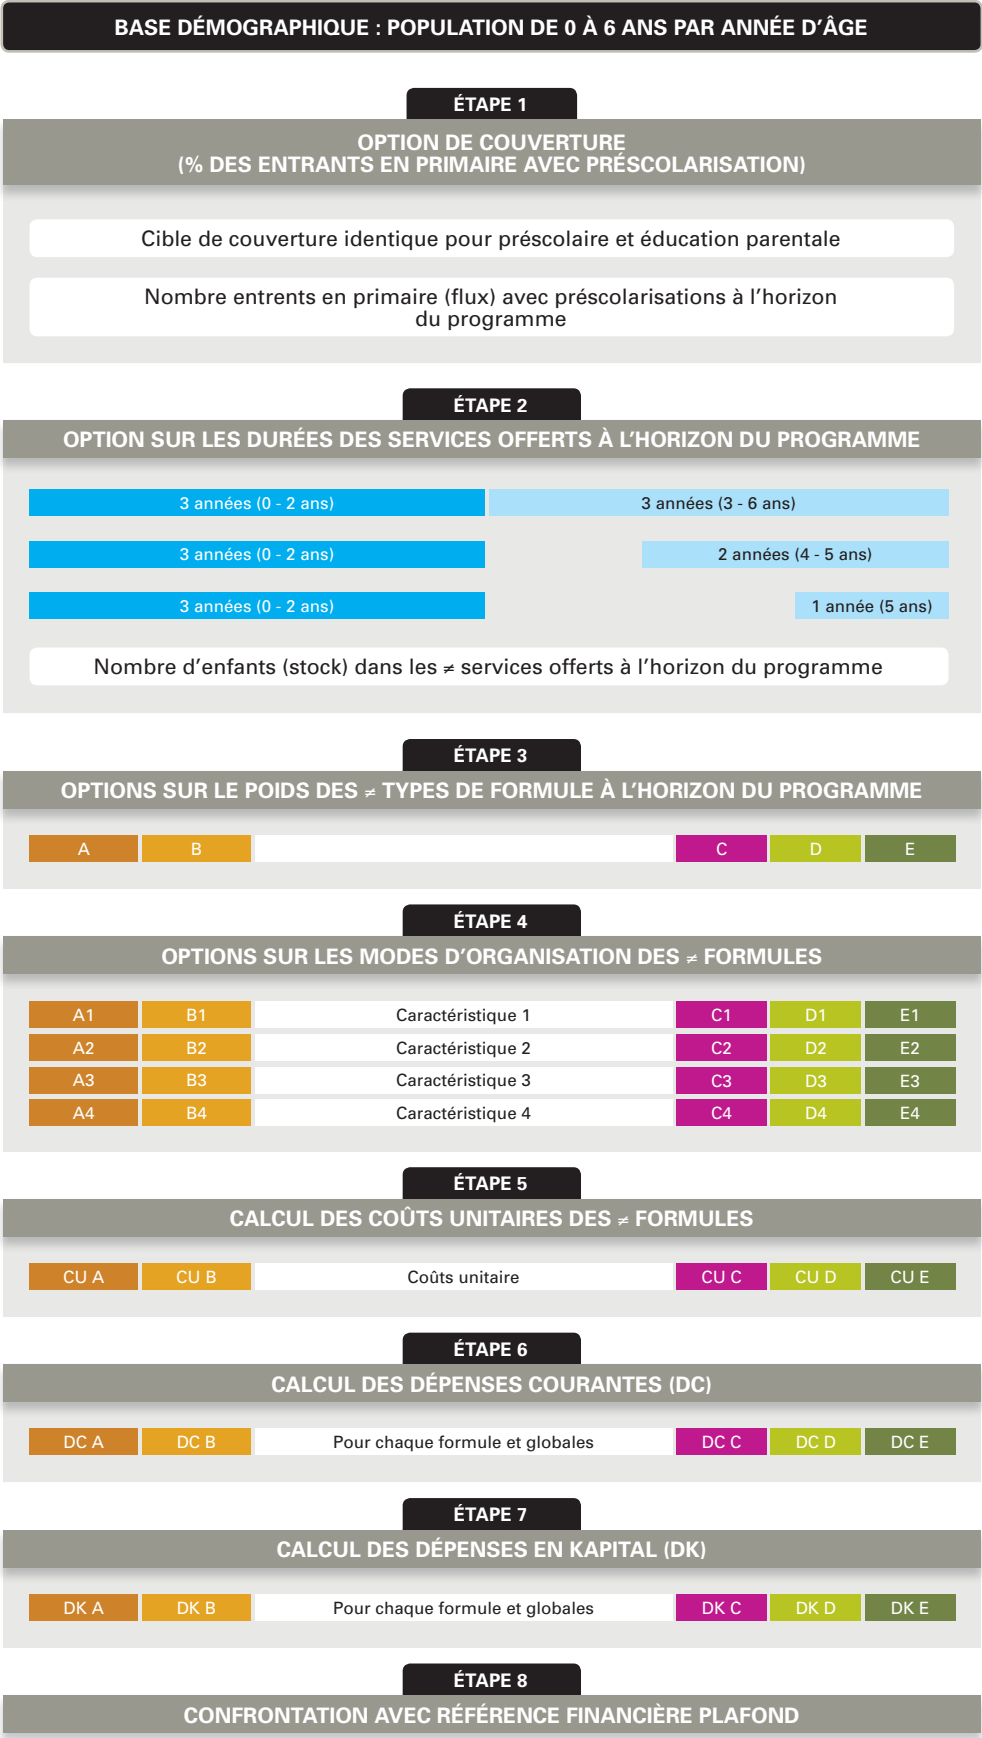 BASE DÉMOGRAPHIQUE : POPULATION DE 0 À 6 ANS PAR ANNÉE D'ÂGE
ÉTAPE 1
OPTION DE COUVERTURE
(% DES ENTRANTS EN PRIMAIRE AVEC PRÉSCOLARISATION)
Cible de couverture identique pour préscolaire et éducation parentale
Nombre entrents en primaire (flux) avec préscolarisations à l'horizon
du programme
ÉTAPE 2
OPTION SUR LES DURÉES DES SERVICES OFFERTS À L'HORIZON DU PROGRAMME
3 années (0 - 2 ans) 3 années (3 - 6 ans)
3 années (0 - 2 ans) 2 années (4 - 5 ans)
3 années (0 - 2 ans) 1 année (5 ans)
Nombre d'enfants (stock) dans les ≠ services offerts à l'horizon du programme
ÉTAPE 3
OPTIONS SUR LE POIDS DES ≠ TYPES DE FORMULE À L'HORIZON DU PROGRAMME
A B C D E
ÉTAPE 4
OPTIONS SUR LES MODES D'ORGANISATION DES ≠ FORMULES
A1 B1 Caractéristique 1 C1 D1 E1
A2 B2 Caractéristique 2 C2 D2 E2
A3 B3 Caractéristique 3 C3 D3 E3
A4 B4 Caractéristique 4 C4 D4 E4
ÉTAPE 5
CALCUL DES COÛTS UNITAIRES DES ≠ FORMULES
CU A CU B Coûts unitaire CU C CU D CU E
ÉTAPE 6
CALCUL DES DÉPENSES COURANTES (DC)
DC A DC B Pour chaque formule et globales DC C DC D DC E
ÉTAPE 7
CALCUL DES DÉPENSES EN KAPITAL (DK)
DK A DK B Pour chaque formule et globales DK C DK D DK E
ÉTAPE 8
CONFRONTATION AVEC RÉFÉRENCE FINANCIÈRE PLAFOND